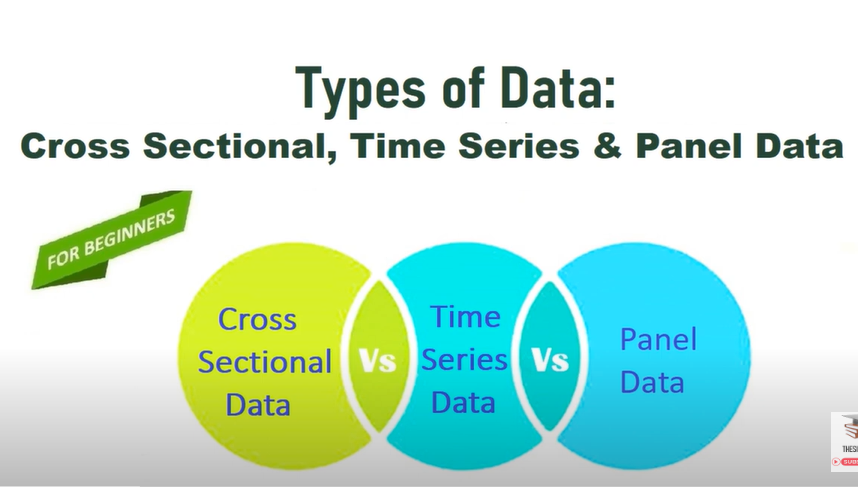 Types of Data:
Cross Sectional, Time Series & Panel Data
FOR BEGINNERS
Cross
Sectional
Data
Vs
Time
Series
Data
Vs
Panel
Data